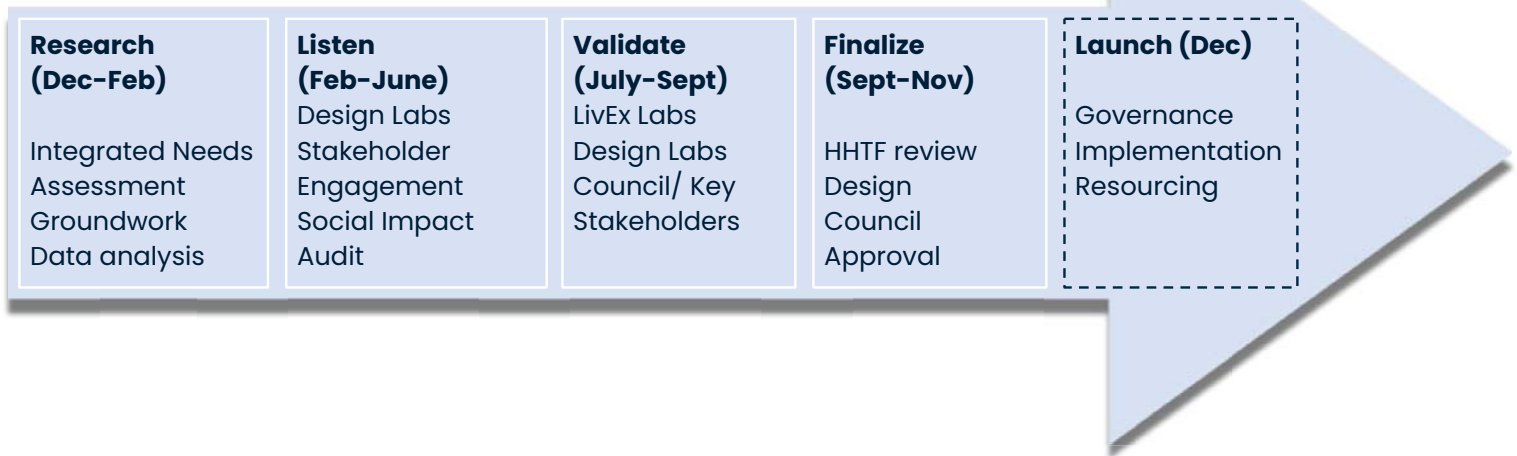 Research
(Dec-Feb)
Integrated Needs
Assessment
Groundwork
Data analysis
Listen
(Feb-June)
Design Labs
Stakeholder
Engagement
Social Impact
Audit
Validate
(July-Sept)
LivEx Labs
Design Labs
Council/ Key
Stakeholders
Finalize
(Sept-Nov)
HHTF review
Design
Council
Approval
Launch (Dec)
Governance
Implementation
Resourcing